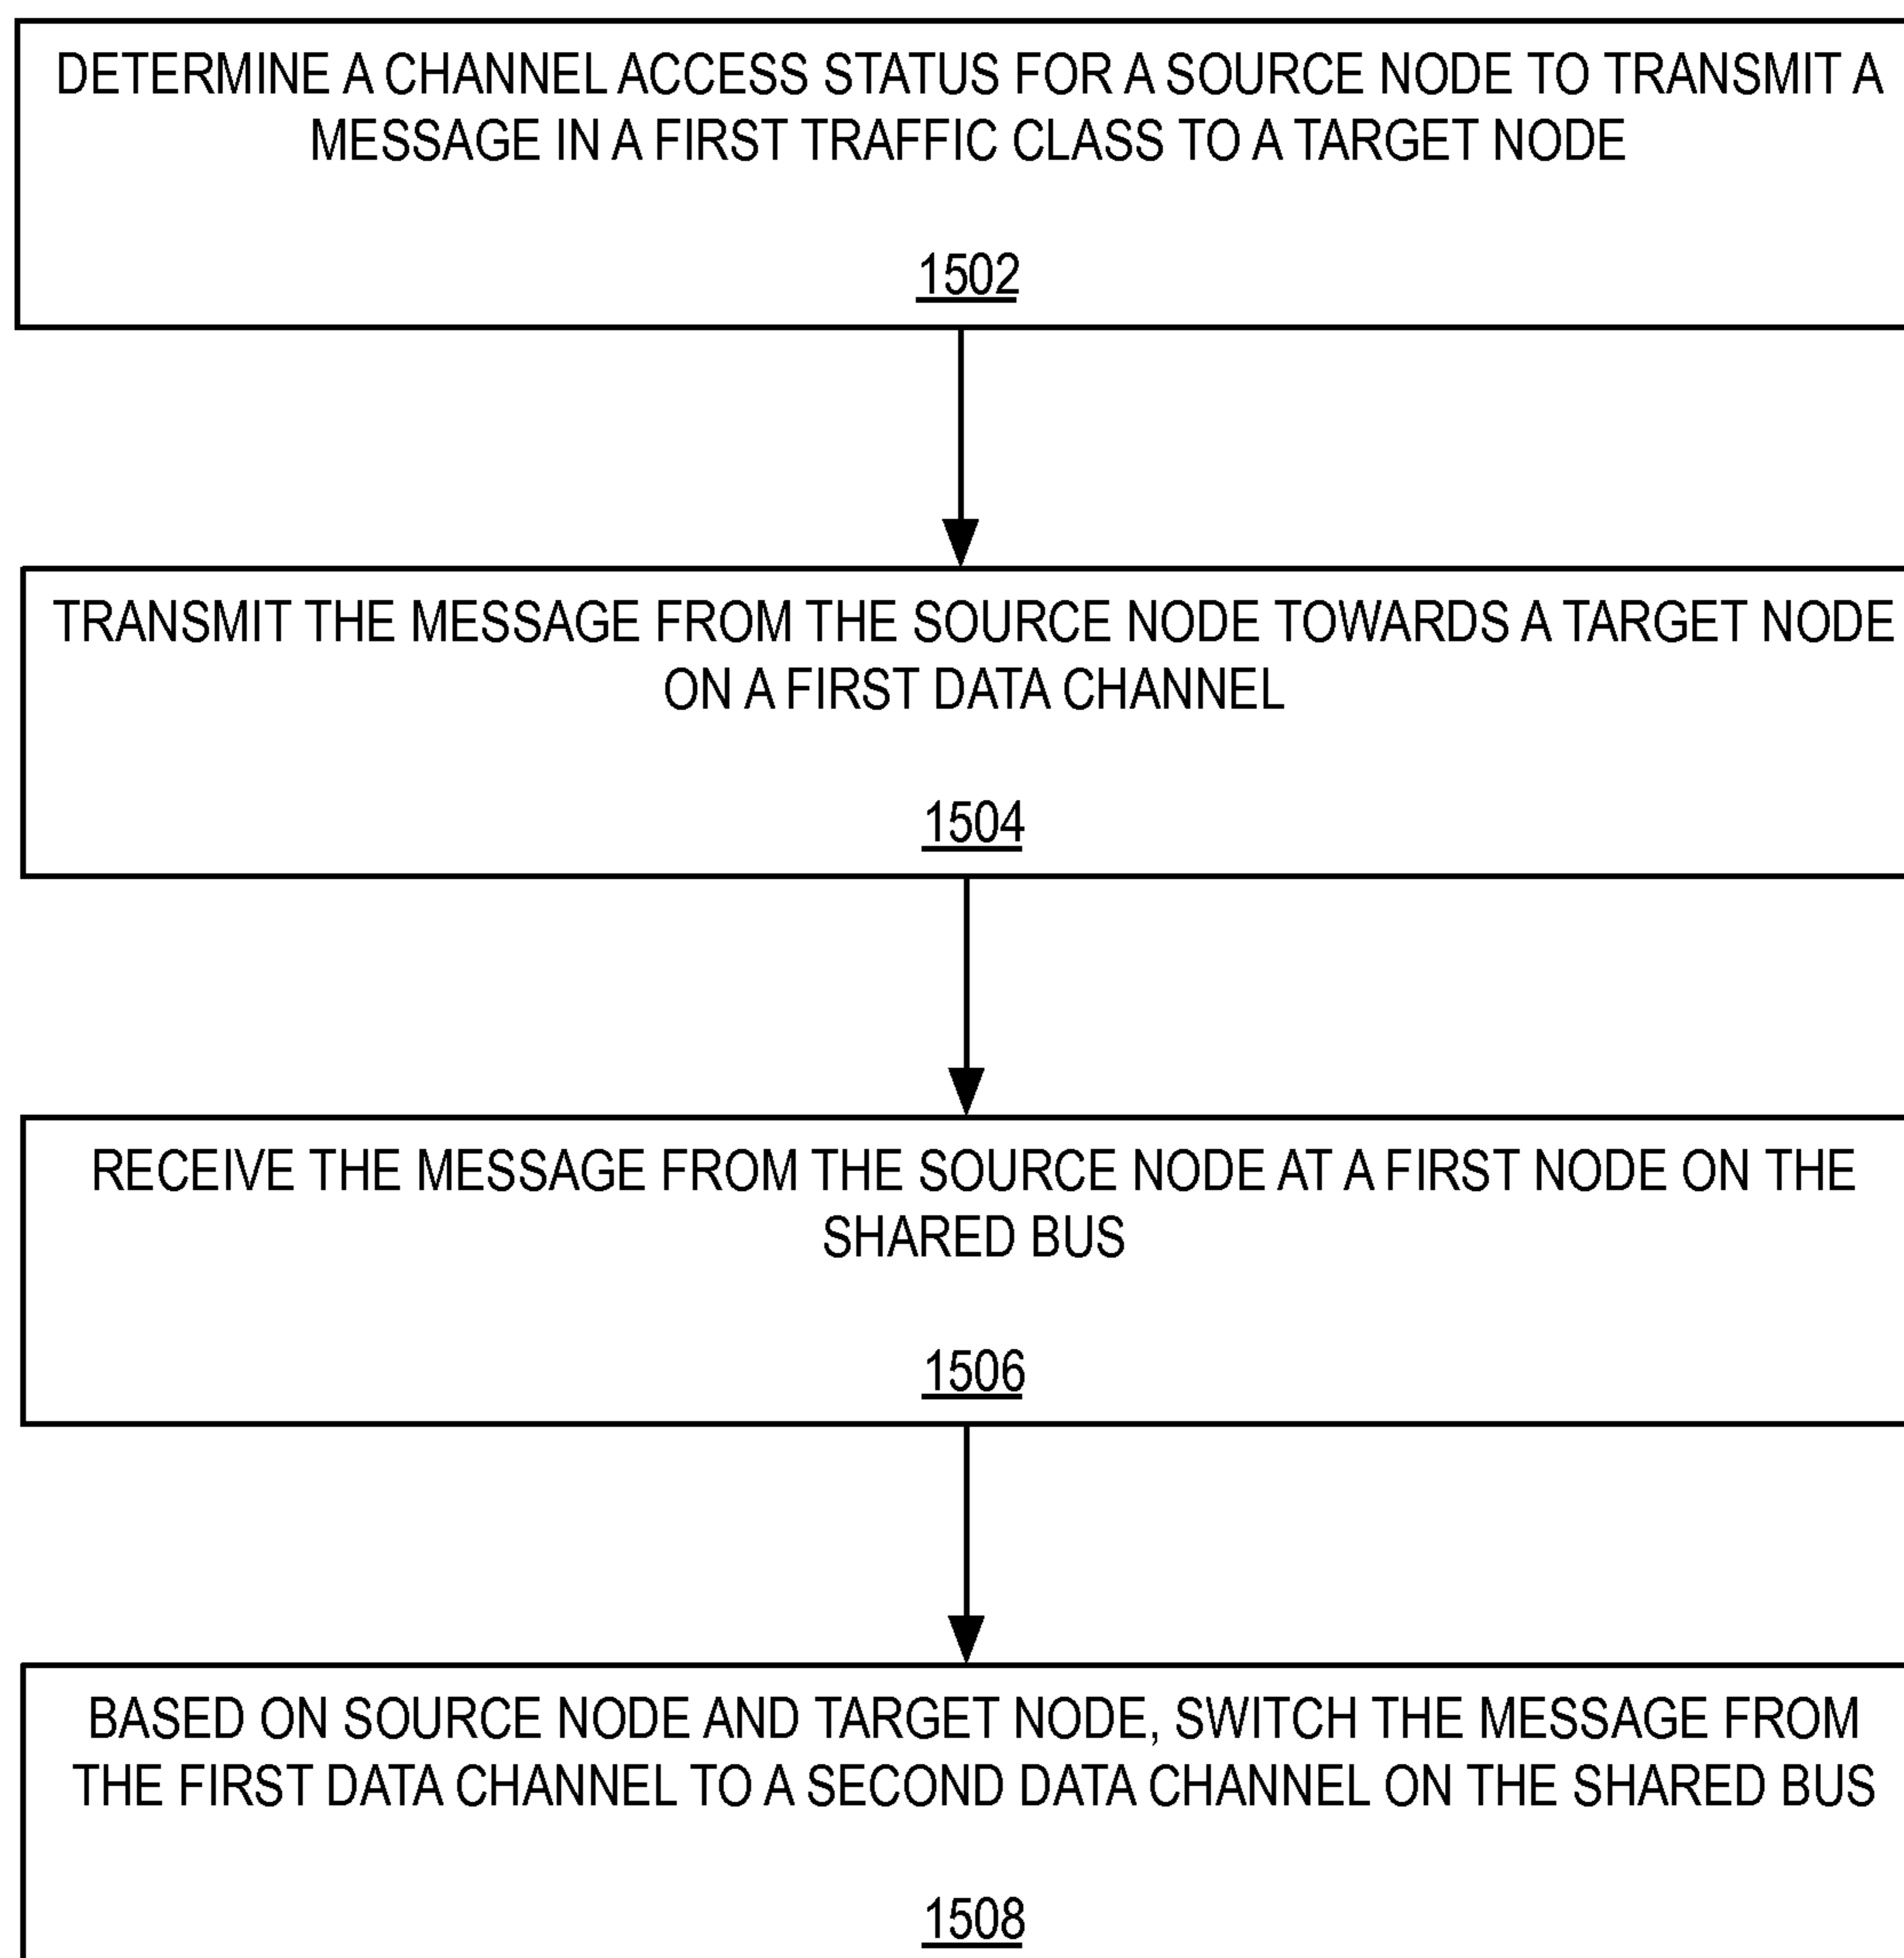 DETERMINE A CHANNEL ACCESS STATUS FOR A SOURCE NODE TO TRANSMIT A
MESSAGE IN A FIRST TRAFFIC CLASS TO A TARGET NODE
1502
TRANSMIT THE MESSAGE FROM THE SOURCE NODE TOWARDS A TARGET NODE
ON A FIRST DATA CHANNEL
1504
RECEIVE THE MESSAGE FROM THE SOURCE NODE AT A FIRST NODE ON THE
SHARED BUS
1506
BASED ON SOURCE NODE AND TARGET NODE, SWITCH THE MESSAGE FROM
THE FIRST DATA CHANNEL TO A SECOND DATA CHANNEL ON THE SHARED BUS
1508